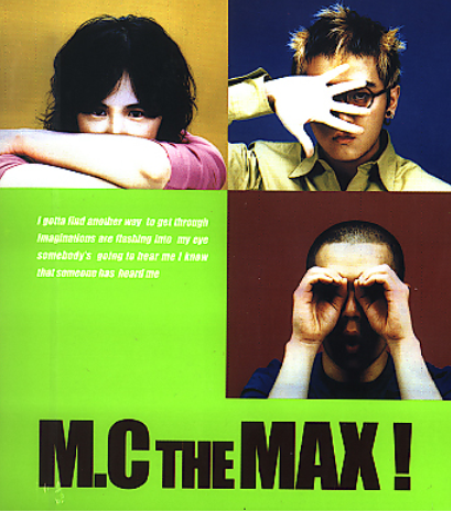 I gotta find another way to get through
Imaginations are flushing into my eye
somebody's going to hear me I know
that someone has heard me
M.C THE MAX !